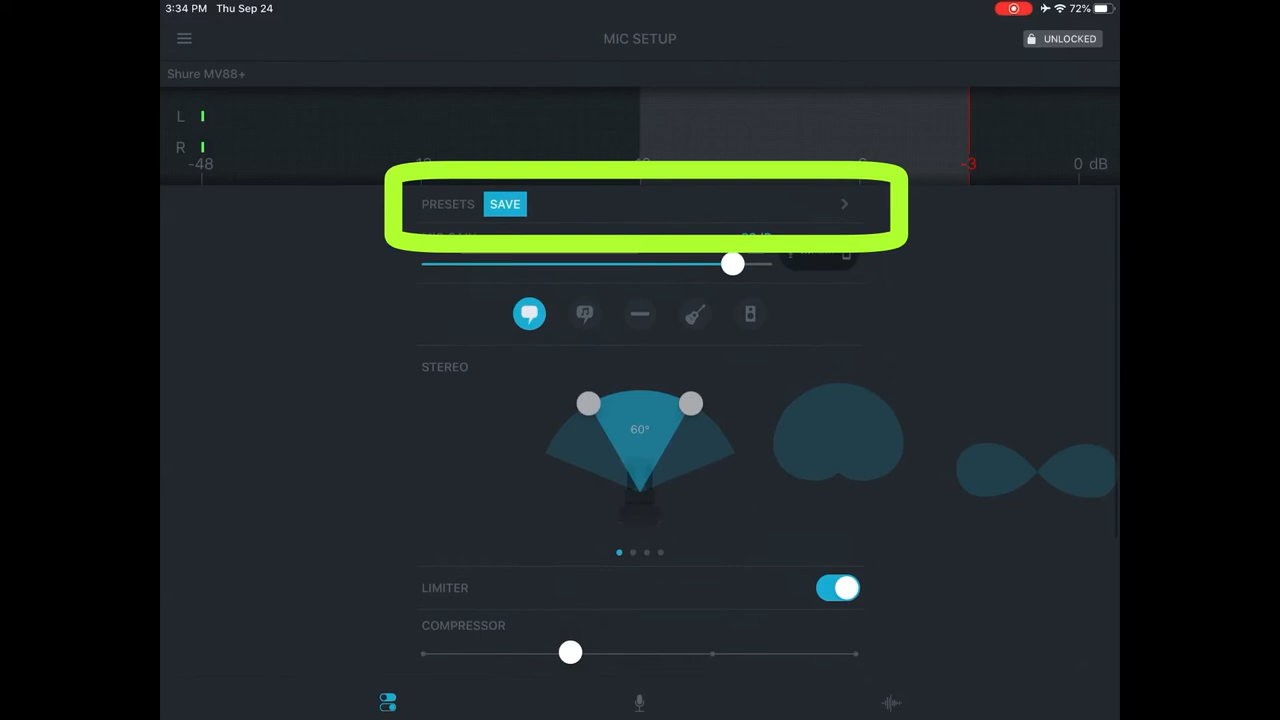 3:34 PM Thu Sep 24 72%
MIC SETUP
UNLOCKED
Shure MV88+
L
R
-48 -3 0 dB
PRESETS SAVE
STEREO
60°
LIMITER
COMPRESSOR